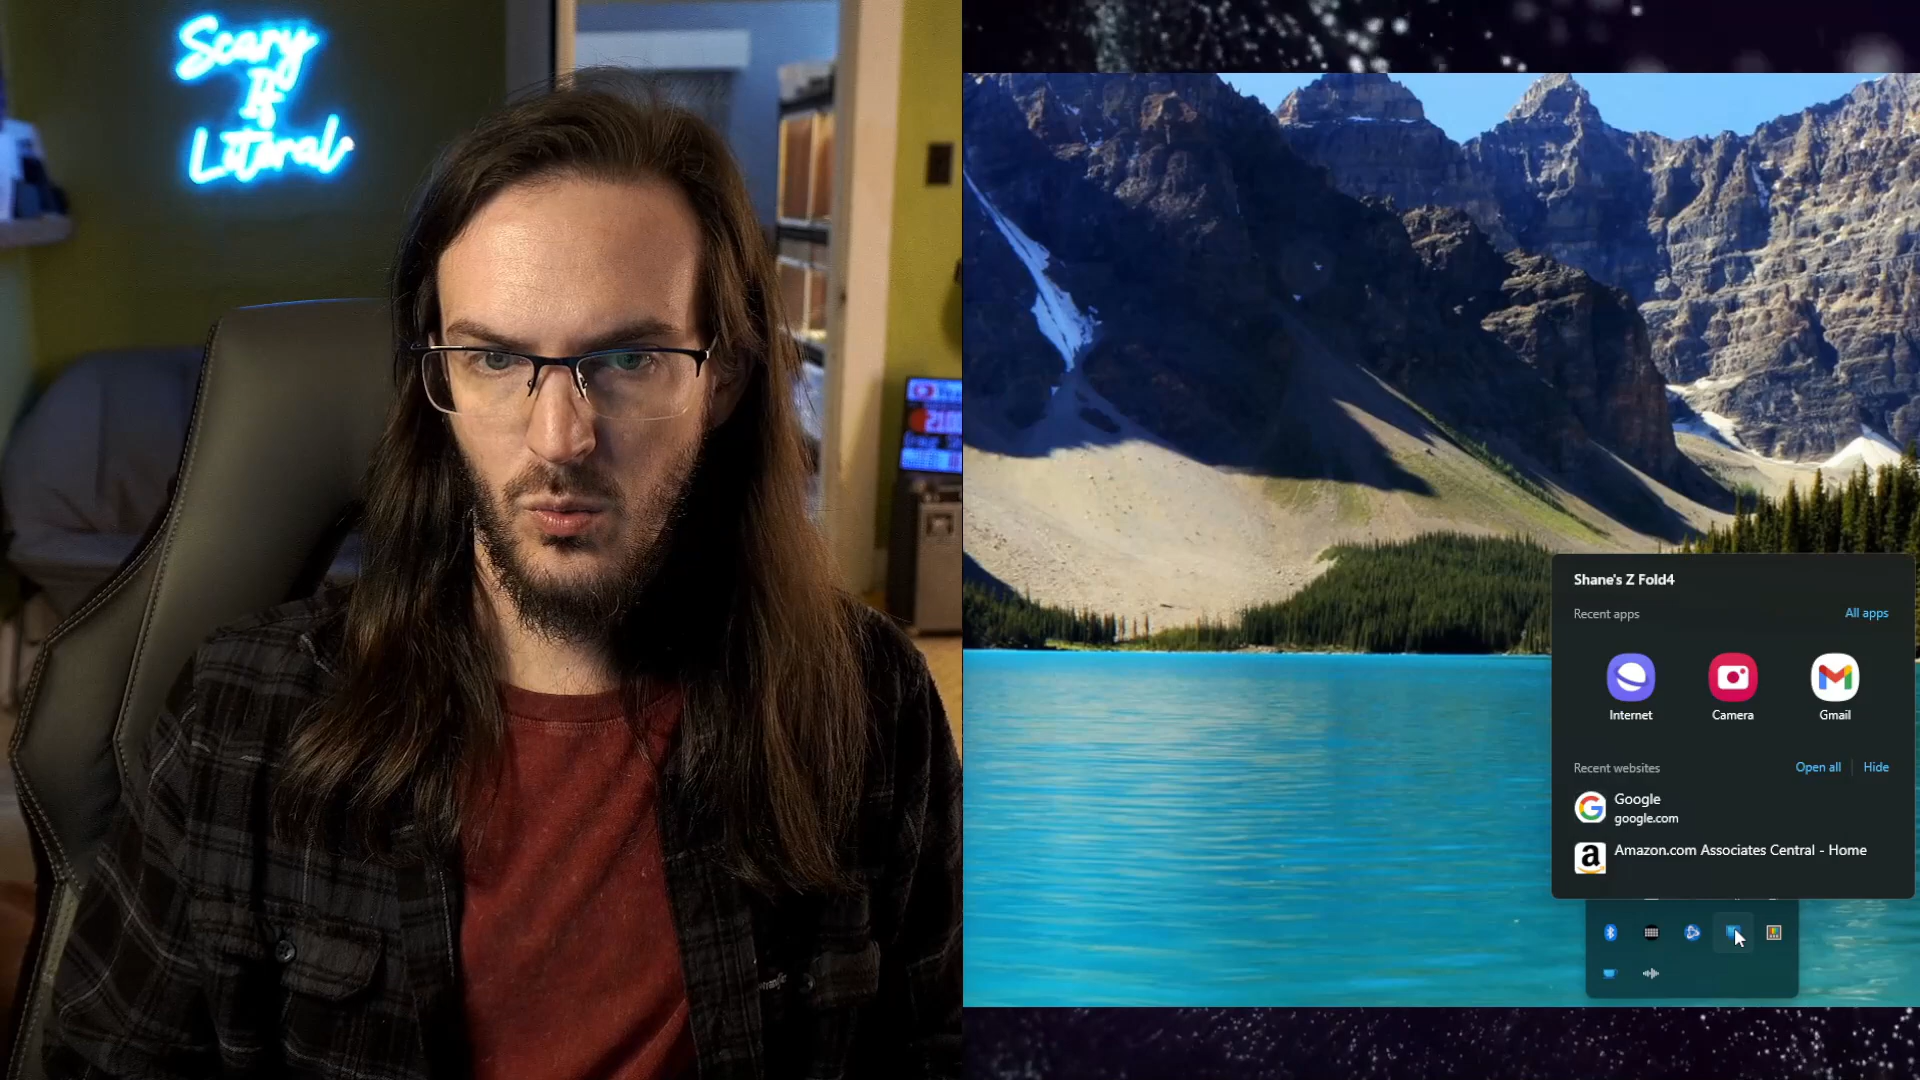 Scary
If
Literal
Shane's Z Fold4
Recent apps
All apps
Internet
Camera
Gmail
Recent websites
Open all
Hide
Google
google.com
Amazon.com Associates Central - Home